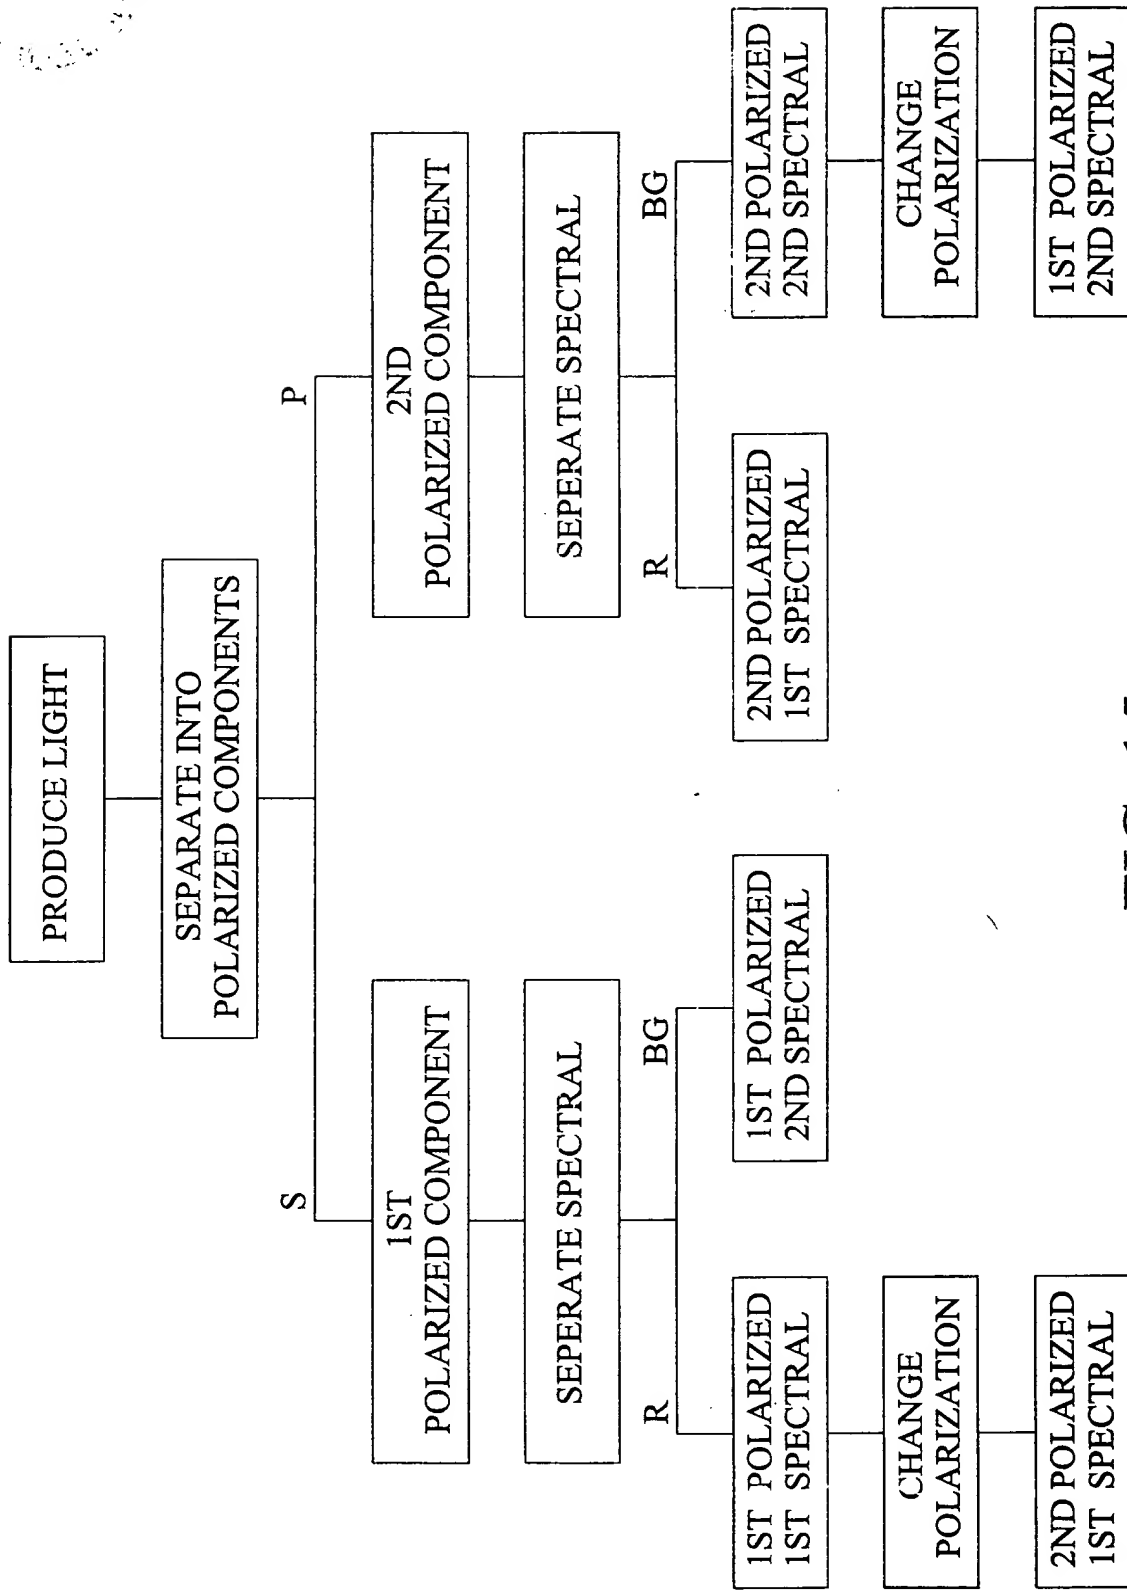 PRODUCE LIGHT
SEPARATE INTO
POLARIZED COMPONENTS
S
P
1ST
POLARIZED COMPONENT
2ND
POLARIZED COMPONENT
SEPERATE SPECTRAL
SEPERATE SPECTRAL
R
BG
R
BG
1ST POLARIZED
1ST SPECTRAL
1ST POLARIZED
2ND SPECTRAL
2ND POLARIZED
1ST SPECTRAL
2ND POLARIZED
2ND SPECTRAL
CHANGE
POLARIZATION
CHANGE
POLARIZATION
2ND POLARIZED
1ST SPECTRAL
1ST POLARIZED
2ND SPECTRAL